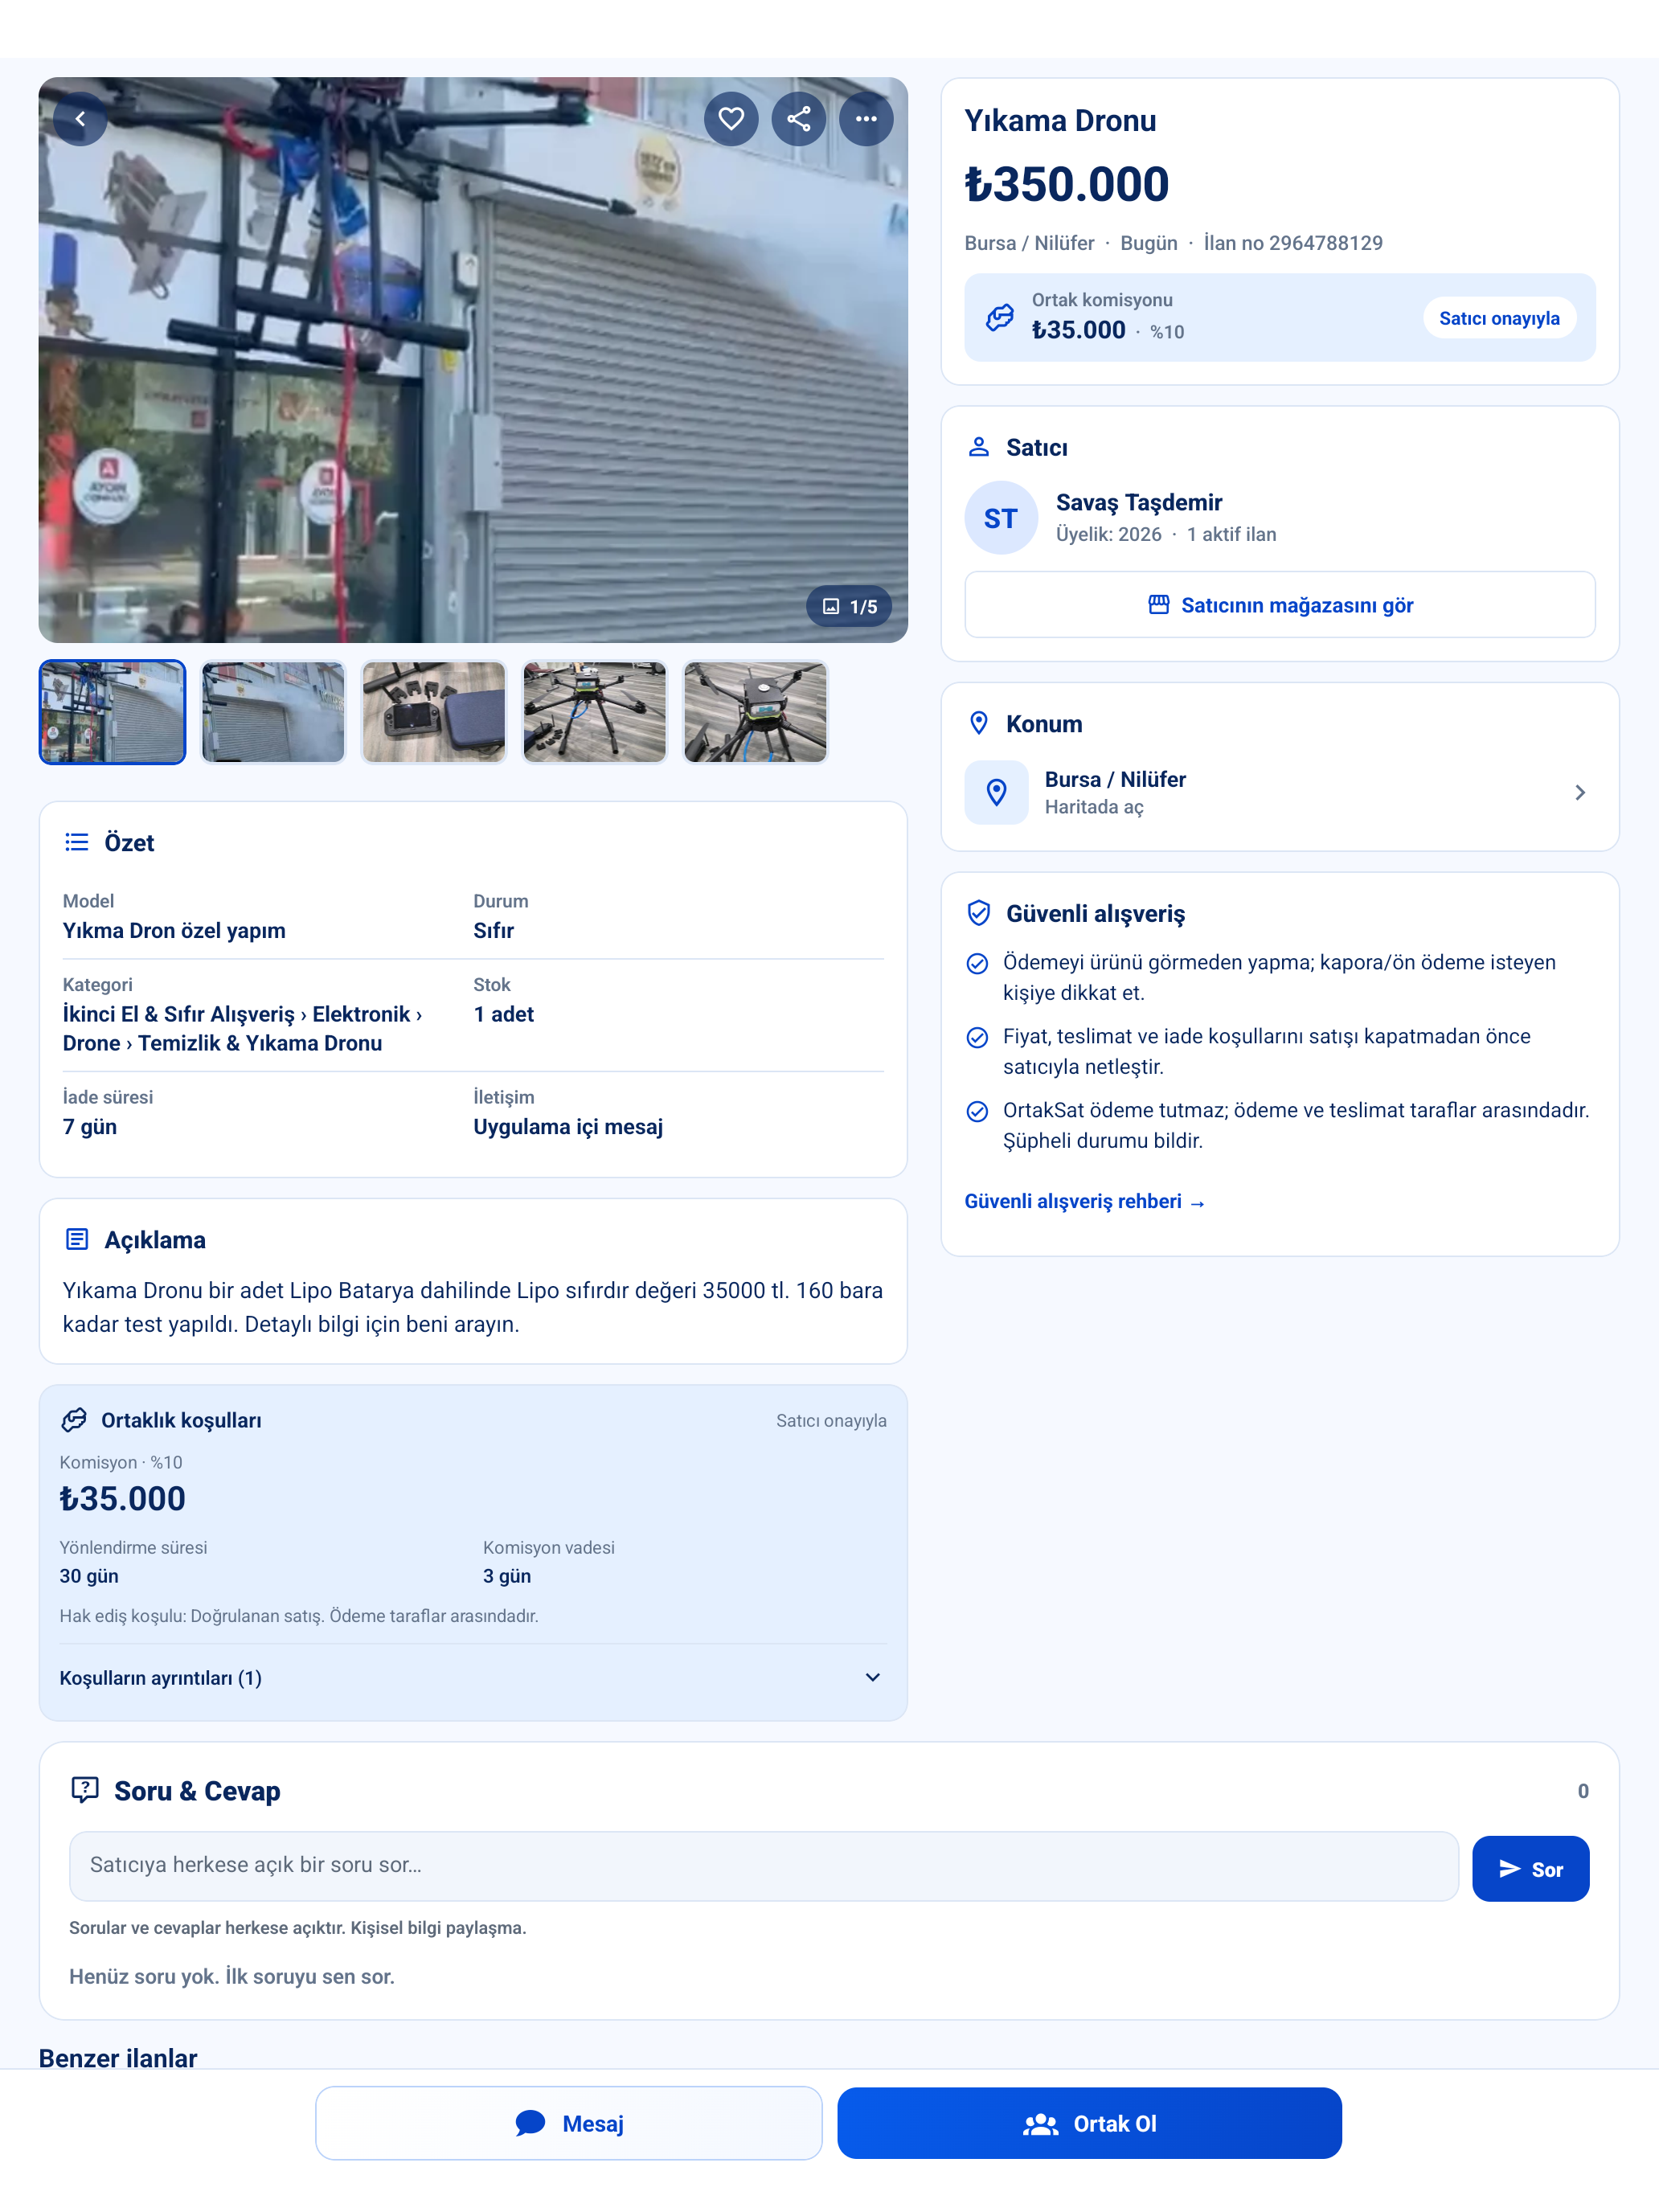 1/5
Yıkama Dronu
₺350.000
Bursa / Nilüfer · Bugün · İlan no 2964788129
Ortak komisyonu
₺35.000 · %10
Satıcı onayıyla
Satıcı
ST
Savaş Taşdemir
Üyelik: 2026 · 1 aktif ilan
Satıcının mağazasını gör
Konum
Bursa / Nilüfer
Haritada aç
Güvenli alışveriş
Ödemeyi ürünü görmeden yapma; kapora/ön ödeme isteyen
kişiye dikkat et.
Fiyat, teslimat ve iade koşullarını satışı kapatmadan önce
satıcıyla netleştir.
OrtakSat ödeme tutmaz; ödeme ve teslimat taraflar arasındadır.
Şüpheli durumu bildir.
Güvenli alışveriş rehberi →
Özet
Model
Yıkma Dron özel yapım
Durum
Sıfır
Kategori
İkinci El & Sıfır Alışveriş › Elektronik ›
Drone › Temizlik & Yıkama Dronu
Stok
1 adet
İade süresi
7 gün
İletişim
Uygulama içi mesaj
Açıklama
Yıkama Dronu bir adet Lipo Batarya dahilinde Lipo sıfırdır değeri 35000 tl. 160 bara
kadar test yapıldı. Detaylı bilgi için beni arayın.
Ortaklık koşulları
Satıcı onayıyla
Komisyon · %10
₺35.000
Yönlendirme süresi
30 gün
Komisyon vadesi
3 gün
Hak ediş koşulu: Doğrulanan satış. Ödeme taraflar arasındadır.
Koşulların ayrıntıları (1)
Soru & Cevap
0
Satıcıya herkese açık bir soru sor…
Sor
Sorular ve cevaplar herkese açıktır. Kişisel bilgi paylaşma.
Henüz soru yok. İlk soruyu sen sor.
Benzer ilanlar
Mesaj
Ortak Ol